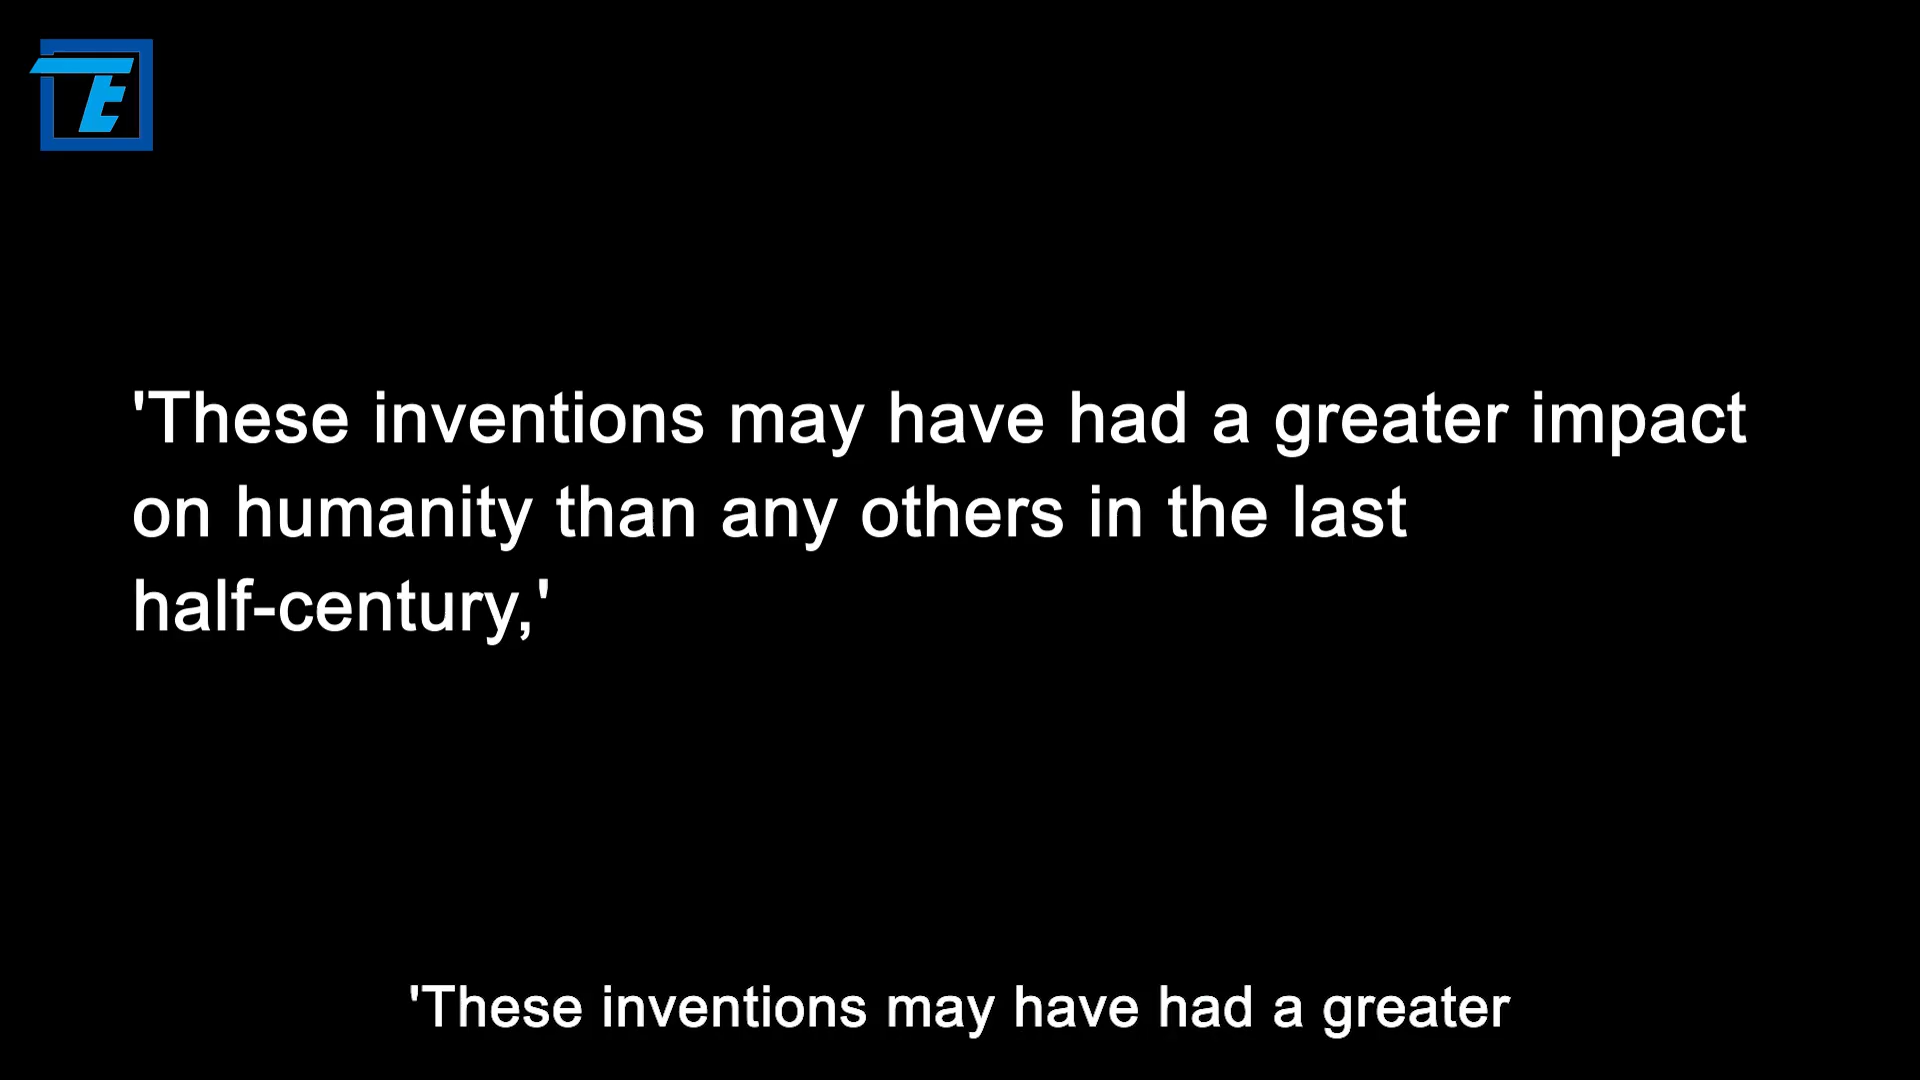 TE
'These inventions may have had a greater impact
on humanity than any others in the last
half-century,'
'These inventions may have had a greater